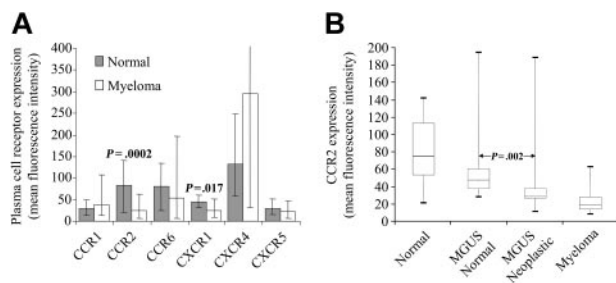 A
Plasma cell receptor expression
(mean fluorescence intensity)
400
350
300
250
200
150
100
50
0
Normal
Myeloma
P = .0002
P = .017
CCR1
CCR2
CCR6
CXCR1
CXCR4
CXCR5
B
CCR2 expression
(mean fluorescence intensity)
200
180
160
140
120
100
80
60
40
20
0
P = .002
Normal
MGUS
Normal
MGUS
Neoplastic
Myeloma